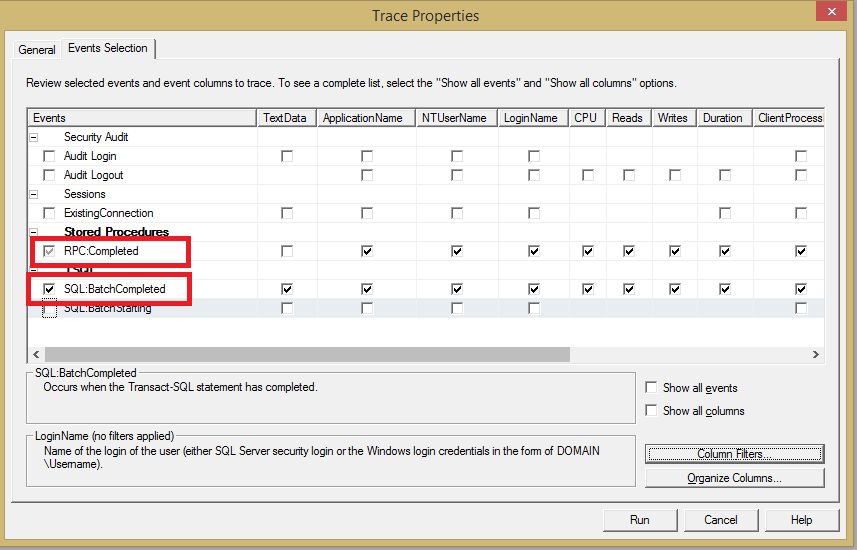 Trace Properties
General Events Selection
Review selected events and event columns to trace. To see a complete list, select the "Show all events" and "Show all columns" options.
Events TextData ApplicationName NTUserName LoginName CPU Reads Writes Duration ClientProcess
Security Audit
Audit Login
Audit Logout
Sessions
ExistingConnection
Stored Procedures
RPC:Completed
TSQL
SQL:BatchCompleted
SQL:BatchStarting
SQL:BatchCompleted
Occurs when the Transact-SQL statement has completed.
Show all events
Show all columns
LoginName (no filters applied)
Name of the login of the user (either SQL Server security login or the Windows login credentials in the form of DOMAIN
\Username).
Column Filters...
Organize Columns...
Run Cancel Help